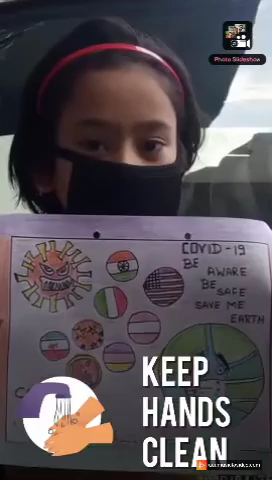 Photo Slideshow
COVID-19
BE
AWARE
BE
SAFE
SAVE ME
EARTH
C
KEEP
HANDS
CLEAN